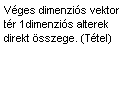 Véges dimenziós vektor
tér 1dimenziós alterek
direkt összege. (Tétel)